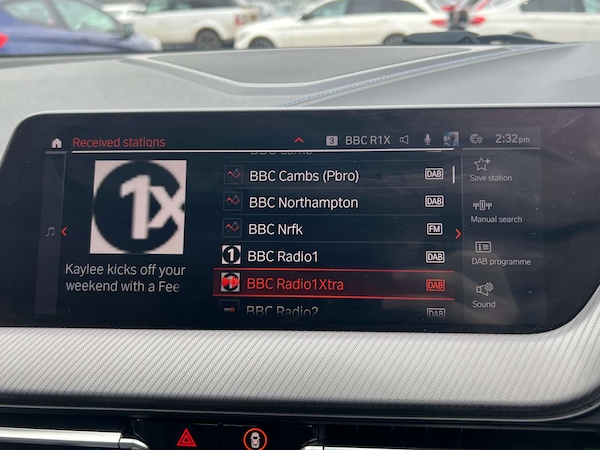 Received stations
3 BBC R1X
2:32pm
BBC Cambs (Pbro) DAB
BBC Northampton DAB
BBC Nrfk FM
1 BBC Radio1 DAB
BBC Radio1Xtra DAB
BBC Radio2 DAB
1x
Kaylee kicks off your
weekend with a Fee
Save station
Manual search
DAB programme
Sound